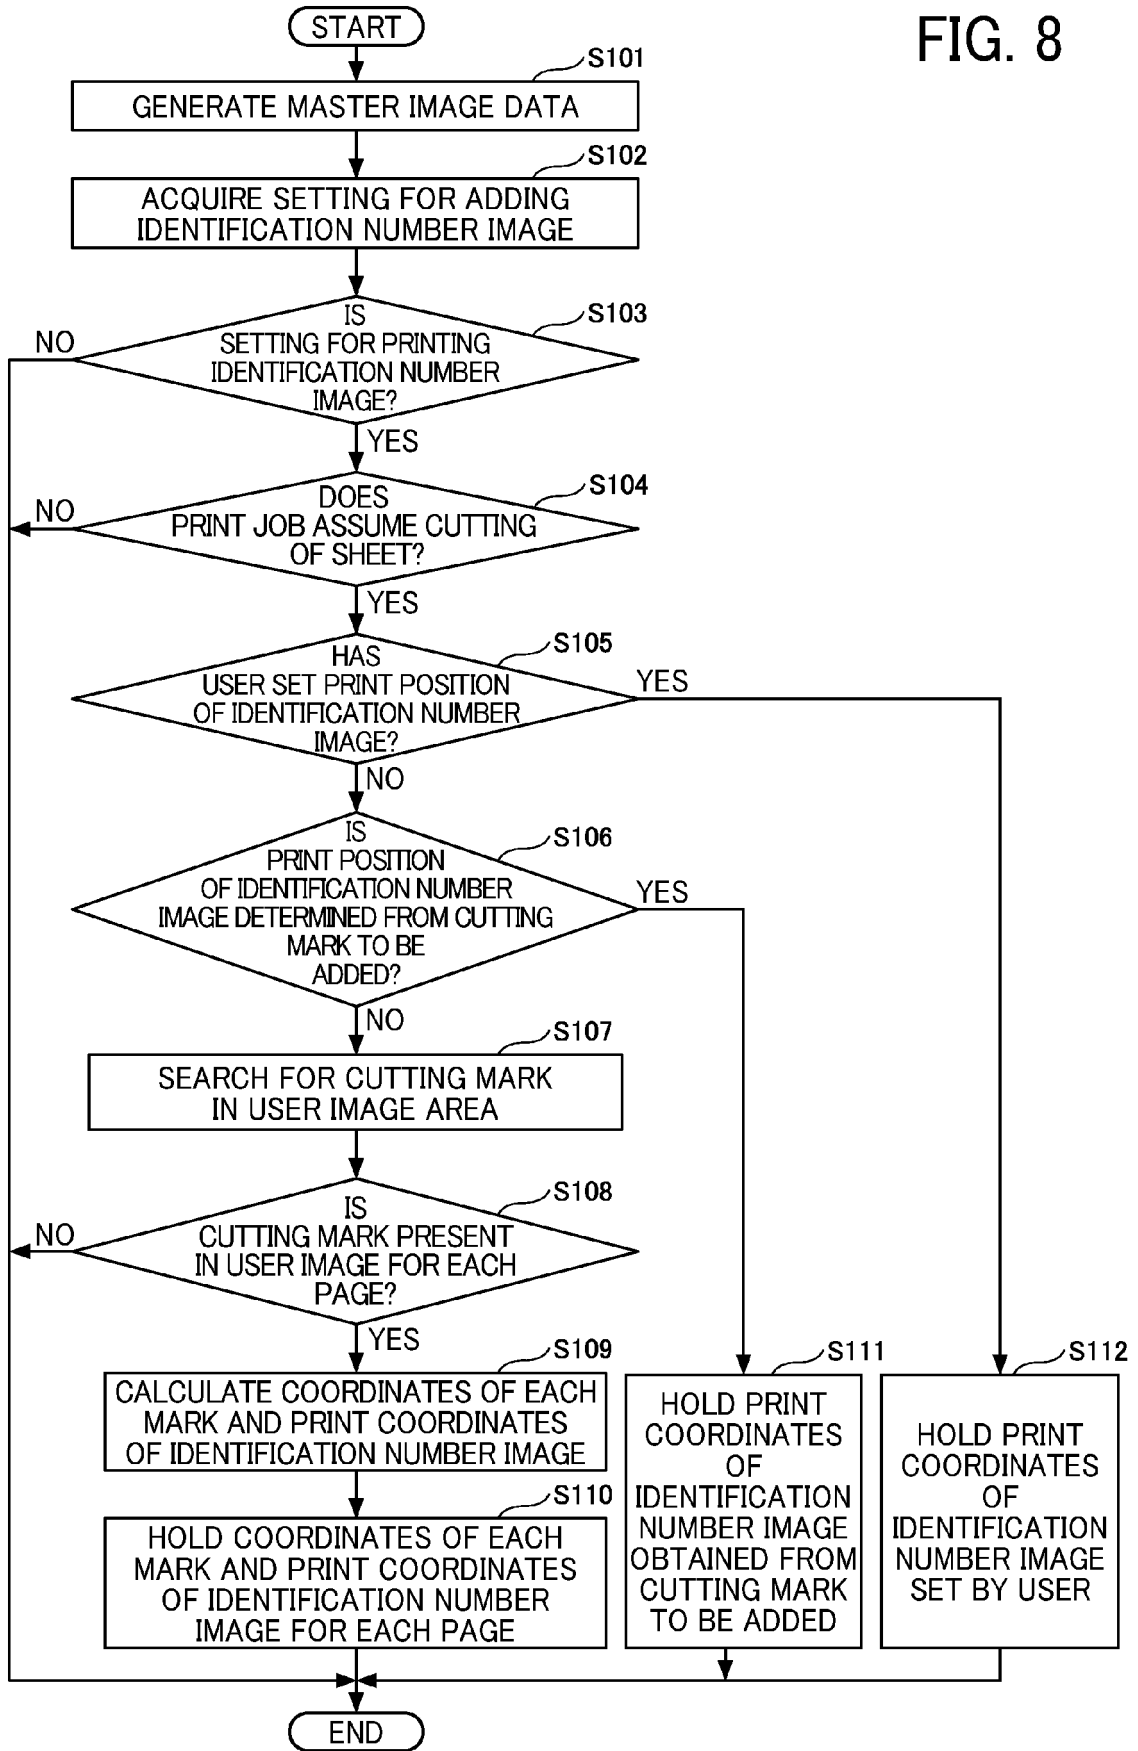 START
FIG. 8
S101
GENERATE MASTER IMAGE DATA
S102
ACQUIRE SETTING FOR ADDING
IDENTIFICATION NUMBER IMAGE
S103
IS
SETTING FOR PRINTING
IDENTIFICATION NUMBER
IMAGE?
NO
YES
S104
DOES
PRINT JOB ASSUME CUTTING
OF SHEET?
NO
YES
S105
HAS
USER SET PRINT POSITION
OF IDENTIFICATION NUMBER
IMAGE?
YES
NO
S106
IS
PRINT POSITION
OF IDENTIFICATION NUMBER
IMAGE DETERMINED FROM CUTTING
MARK TO BE
ADDED?
YES
NO
S107
SEARCH FOR CUTTING MARK
IN USER IMAGE AREA
S108
IS
CUTTING MARK PRESENT
IN USER IMAGE FOR EACH
PAGE?
NO
YES
S109
CALCULATE COORDINATES OF EACH
MARK AND PRINT COORDINATES
OF IDENTIFICATION NUMBER IMAGE
S110
HOLD COORDINATES OF EACH
MARK AND PRINT COORDINATES
OF IDENTIFICATION NUMBER
IMAGE FOR EACH PAGE
S111
HOLD PRINT
COORDINATES
OF
IDENTIFICATION
NUMBER IMAGE
OBTAINED FROM
CUTTING MARK
TO BE ADDED
S112
HOLD PRINT
COORDINATES
OF
IDENTIFICATION
NUMBER IMAGE
SET BY USER
END